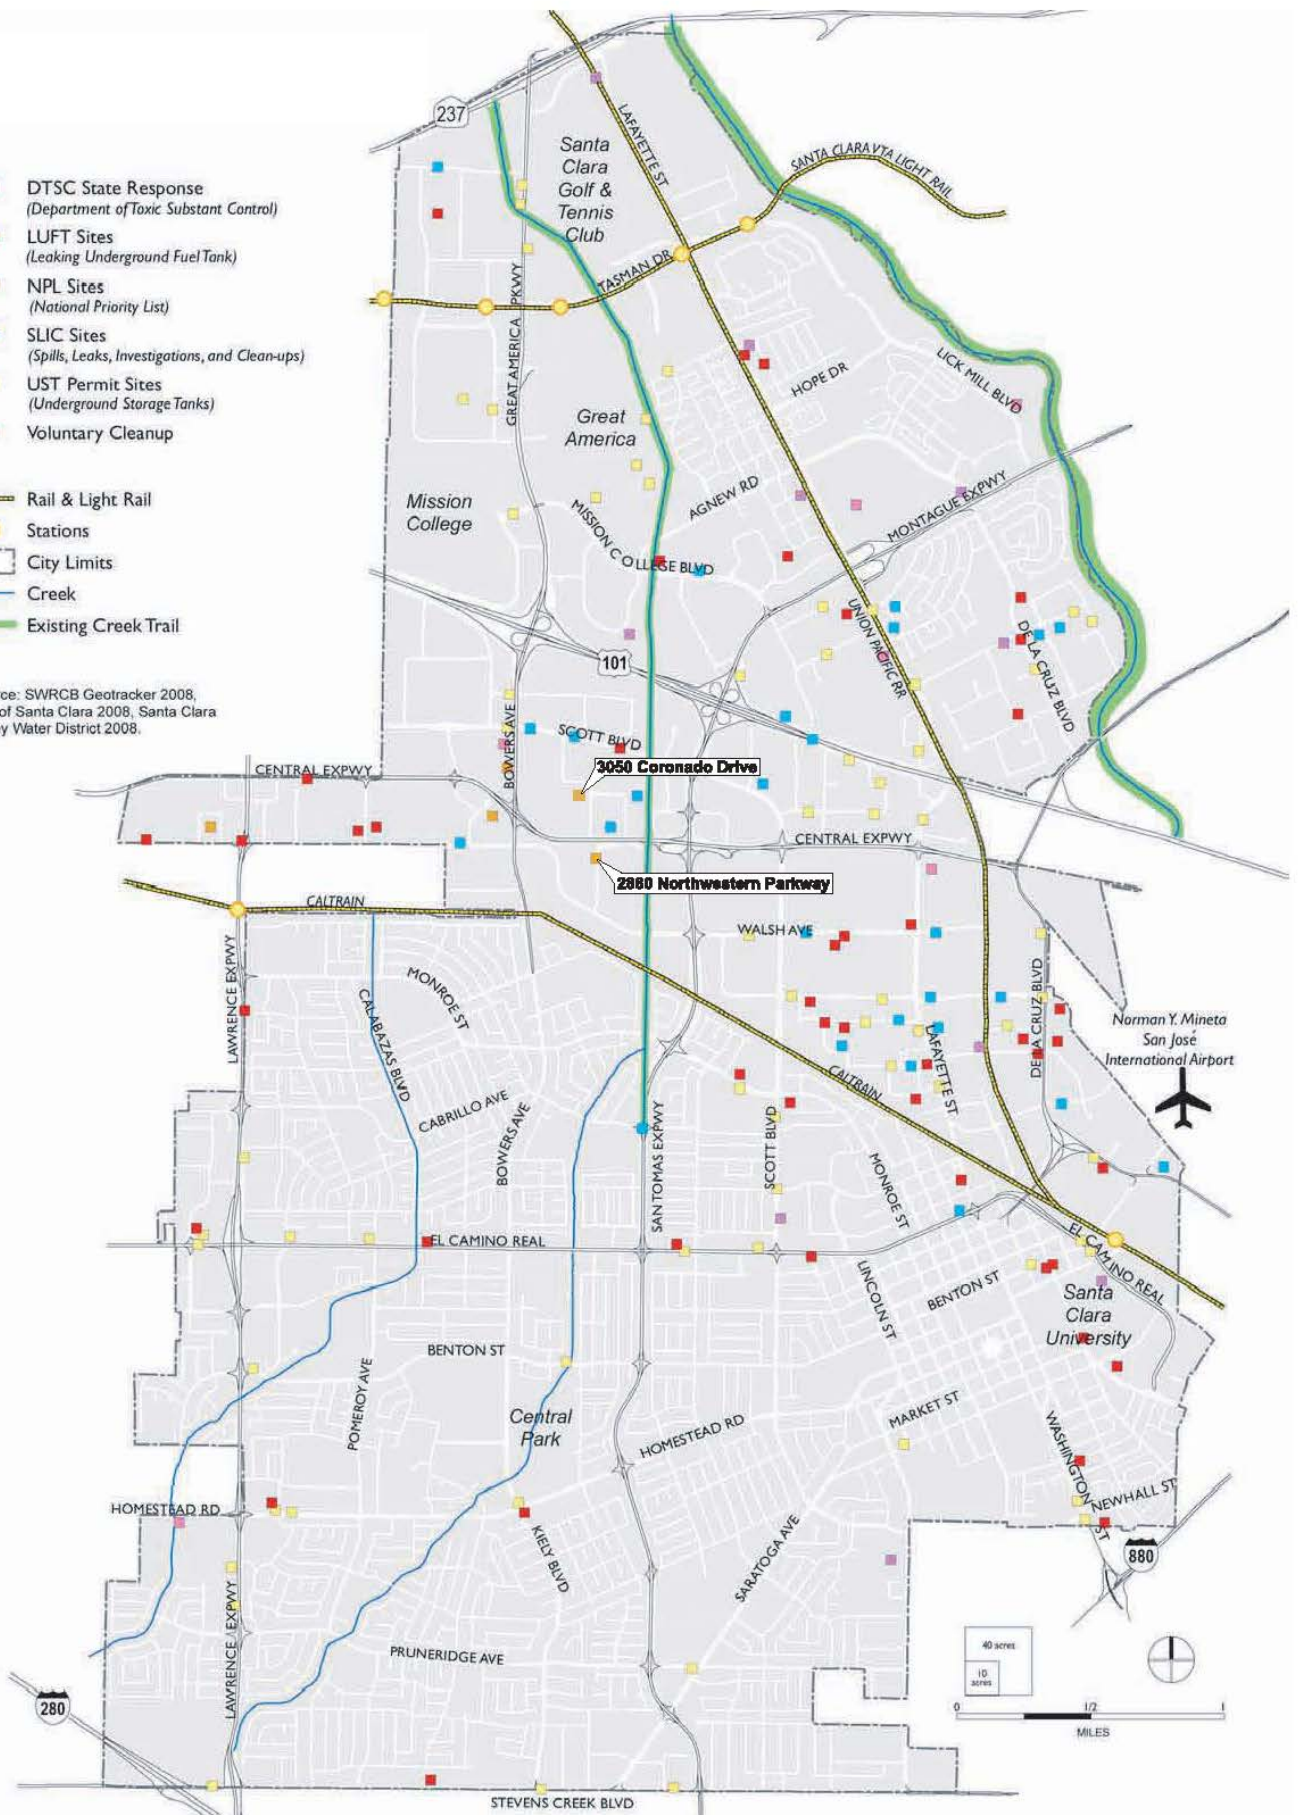 DTSC State Response
(Department of Toxic Substant Control)
LUFT Sites
(Leaking Underground Fuel Tank)
NPL Sites
(National Priority List)
SLIC Sites
(Spills, Leaks, Investigations, and Clean-ups)
UST Permit Sites
(Underground Storage Tanks)
Voluntary Cleanup
Rail & Light Rail
Stations
City Limits
Creek
Existing Creek Trail
ce: SWRCB Geotracker 2008,
of Santa Clara 2008, Santa Clara
y Water District 2008.
237
Santa
Clara
Golf &
Tennis
Club
LAFAYETTE ST
SANTA CLARA VTA LIGHT RAIL
TASMAN DR
GREAT AMERICA PKWY
HOPE DR
LICK MILL BLVD
Great
America
Mission
College
AGNEW RD
MONTAGUE EXPWY
MISSION COLLEGE BLVD
UNION PACIFIC RR
DE LA CRUZ BLVD
101
BOWERS AVE
SCOTT BLVD
3050 Coronado Drive
CENTRAL EXPWY
CENTRAL EXPWY
2880 Northwestern Parkway
CALTRAIN
WALSH AVE
LAWRENCE EXPWY
MONROE ST
CALABAZAS BLVD
DE LA CRUZ BLVD
Norman Y. Mineta
San José
International Airport
LAFAYETTE ST
CALTRAIN
CABRILLO AVE
BOWERS AVE
SAN TOMAS EXPWY
SCOTT BLVD
MONROE ST
EL CAMINO REAL
EL CAMINO REAL
LINCOLN ST
BENTON ST
Santa
Clara
University
BENTON ST
POMEROY AVE
Central
Park
HOMESTEAD RD
MARKET ST
WASHINGTON ST
NEWHALL ST
HOMESTEAD RD
KIELY BLVD
SARATOGA AVE
880
LAWRENCE EXPWY
PRUNERIDGE AVE
40 acres
10
acres
280
0 1/2 1
MILES
STEVENS CREEK BLVD